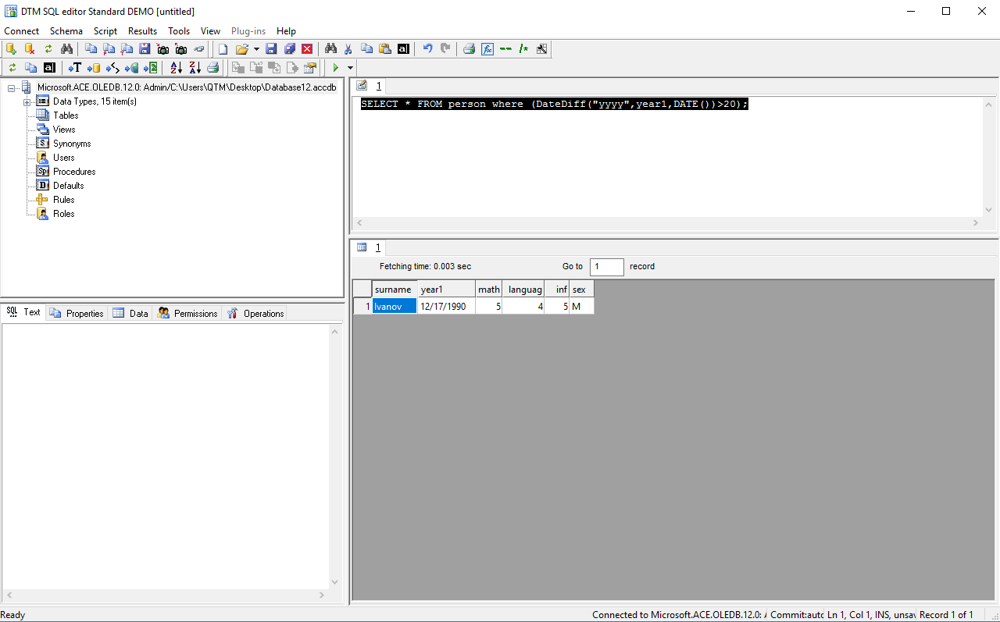 DTM SQL editor Standard DEMO [untitled]
Connect Schema Script Results Tools View Plug-ins Help
Microsoft.ACE.OLEDB.12.0: Admin/C:\Users\QTM\Desktop\Database12.accdb
Data Types, 15 item(s)
Tables
Views
Synonyms
Users
Procedures
Defaults
Rules
Roles
Text Properties Data Permissions Operations
1
SELECT * FROM person where (DateDiff("yyyy",year1,DATE())>20);
1
Fetching time: 0.003 sec Go to 1 record
surname year1 math languag inf sex
1 Ivanov 12/17/1990 5 4 5 M
Ready Connected to Microsoft.ACE.OLEDB.12.0: Commit:auto Ln 1, Col 1, INS, unsav Record 1 of 1